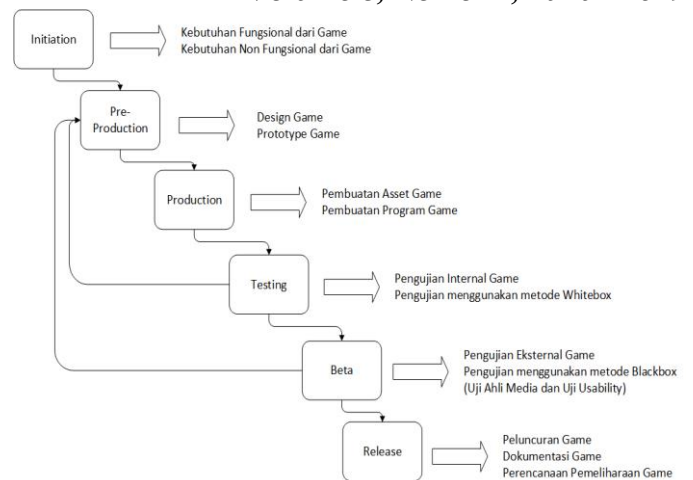 Initiation
Kebutuhan Fungsional dari Game
Kebutuhan Non Fungsional dari Game
Pre-
Production
Design Game
Prototype Game
Production
Pembuatan Asset Game
Pembuatan Program Game
Testing
Pengujian Internal Game
Pengujian menggunakan metode Whitebox
Beta
Pengujian Eksternal Game
Pengujian menggunakan metode Blackbox
(Uji Ahli Media dan Uji Usability)
Release
Peluncuran Game
Dokumentasi Game
Perencanaan Pemeliharaan Game